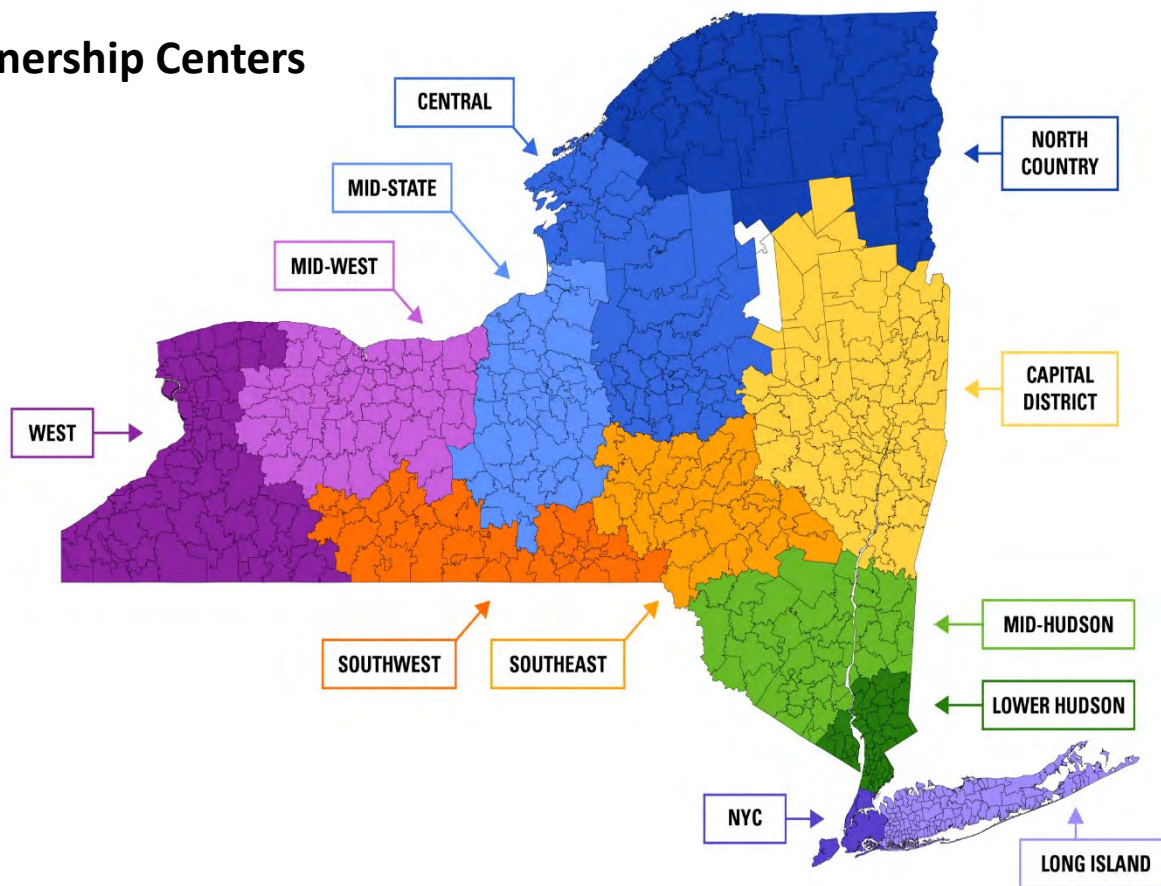 nership Centers
CENTRAL
NORTH
COUNTRY
MID-STATE
MID-WEST
CAPITAL
DISTRICT
WEST
MID-HUDSON
SOUTHWEST
SOUTHEAST
LOWER HUDSON
NYC
LONG ISLAND